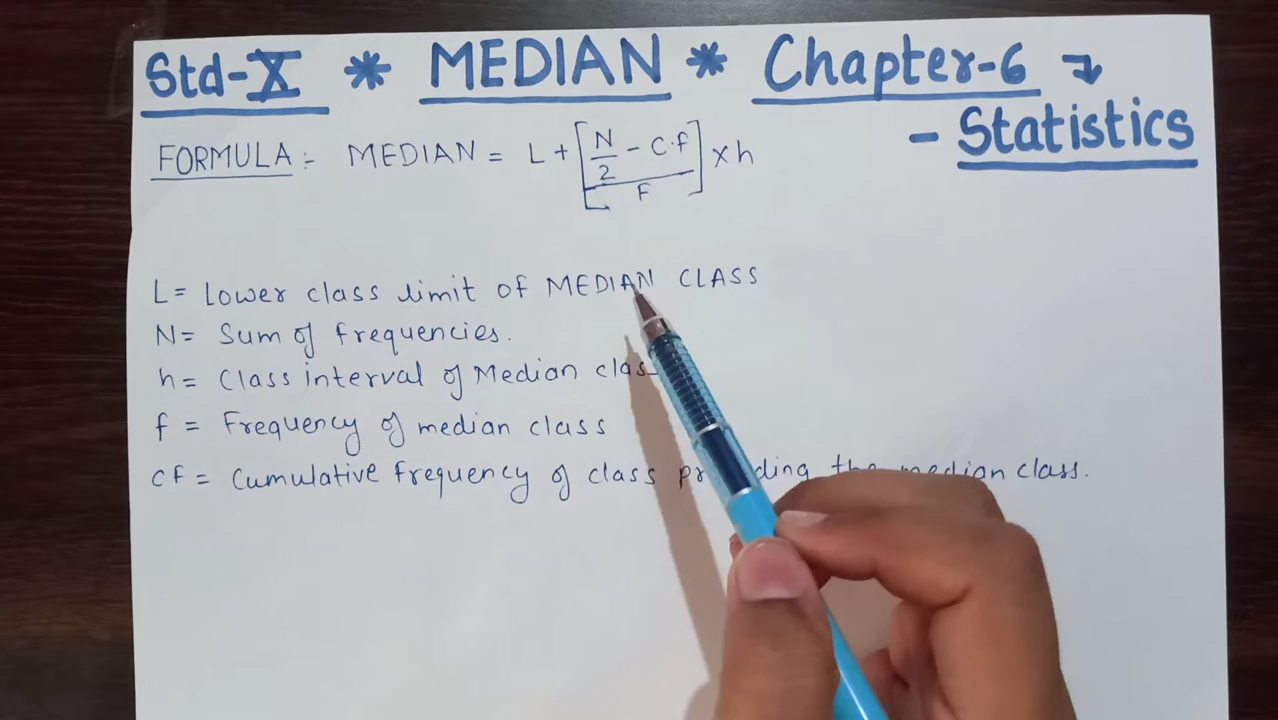 Std-X * MEDIAN * Chapter-6 ↴
- Statistics
FORMULA :- MEDIAN = L + [N/2 - C.f / F] x h
L = Lower class limit of MEDIAN CLASS
N = Sum of frequencies.
h = Class interval of Median clas
f = Frequency of median class
CF = Cumulative frequency of class the median class.